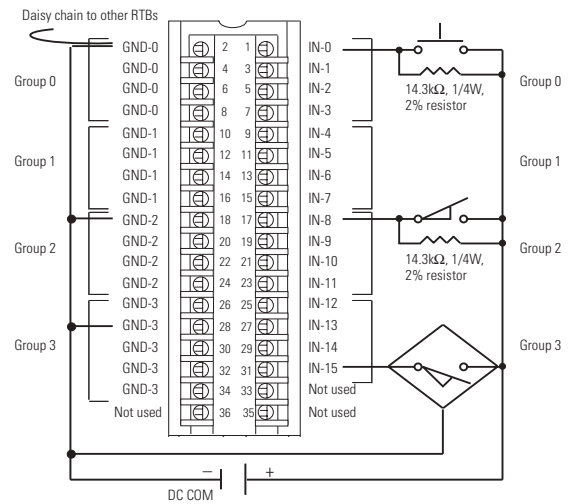 Daisy chain to other RTBs
GND-0 2 1 IN-0
GND-0 4 3 IN-1
Group 0 GND-0 6 5 IN-2 Group 0
14.3kΩ, 1/4W,
2% resistor
GND-0 8 7 IN-3
GND-1 10 9 IN-4
GND-1 12 11 IN-5
Group 1 Group 1
GND-1 14 13 IN-6
GND-1 16 15 IN-7
GND-2 18 17 IN-8
GND-2 20 19 IN-9
Group 2 Group 2
GND-2 22 21 IN-10
14.3kΩ, 1/4W,
2% resistor
GND-2 24 23 IN-11
GND-3 26 25 IN-12
GND-3 28 27 IN-13
Group 3 GND-3 30 29 IN-14 Group 3
GND-3 32 31 IN-15
GND-3 34 33 Not used
Not used 36 35 Not used
– +
DC COM